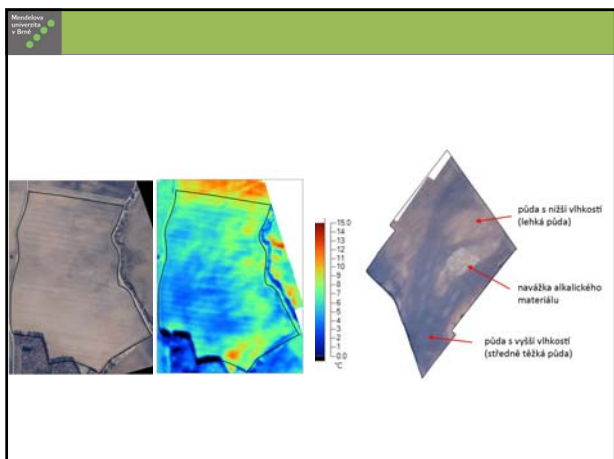 Mendelova
univerzita
v Brně
15.0
14
13
12
11
10
9
8
7
6
5
4
3
2
1
0.0
°C
půda s nižší vlhkostí
(lehká půda)
navážka alkalického
materiálu
půda s vyšší vlhkostí
(středně těžká půda)